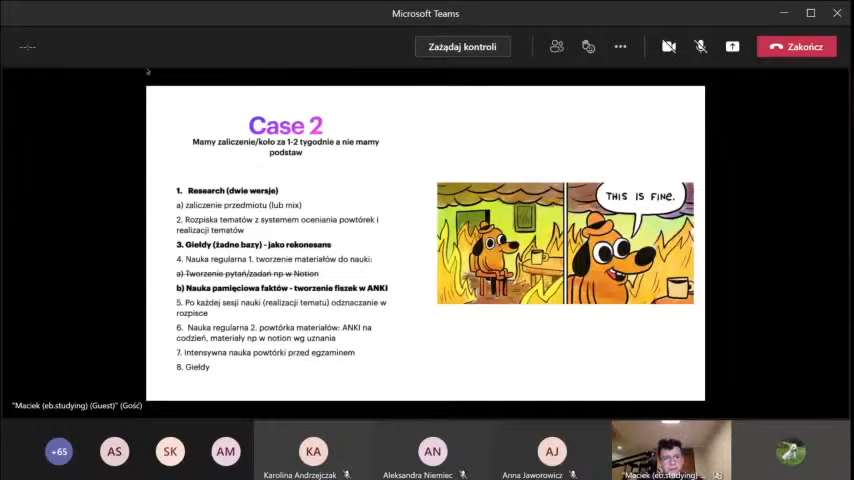 Microsoft Teams
--:--
Zażądaj kontroli
Zakończ
Case 2
Mamy zaliczenie/koło za 1-2 tygodnie a nie mamy
podstaw
1. Research (dwie wersje)
a) zaliczenie przedmiotu (lub mix)
2. Rozpiska tematów z systemem oceniania powtórek i
realizacji tematów
3. Giełdy (żadne bazy) - jako rekonesans
4. Nauka regularna 1. tworzenie materiałów do nauki:
a) Tworzenie pytań/zadań np w Notion
b) Nauka pamięciowa faktów - tworzenie fiszek w ANKI
5. Po każdej sesji nauki (realizacji tematu) odznaczanie w
rozpisce
6. Nauka regularna 2. powtórka materiałów: ANKI na
codzień, materiały np w notion wg uznania
7. Intensywna nauka powtórki przed egzaminem
8. Giełdy
THIS IS FINE.
"Maciek (eb.studying) (Guest)" (Gość)
+65
AS
SK
AM
KA
AN
AJ
Karolina Andrzejczak
Aleksandra Niemiec
Anna Jaworowicz
"Maciek (eb.studying) ...